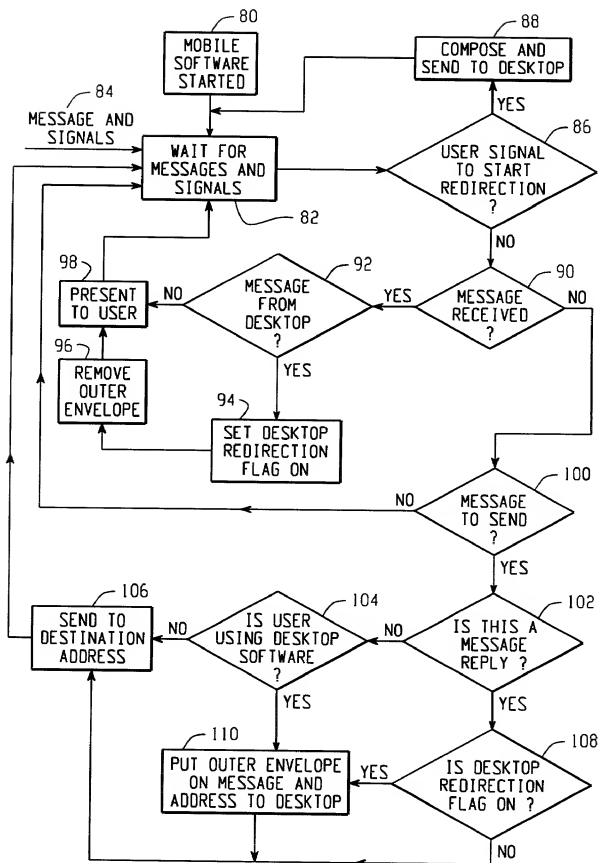 80
MOBILE
SOFTWARE
STARTED
88
COMPOSE AND
SEND TO DESKTOP
84
MESSAGE AND
SIGNALS
YES
86
WAIT FOR
MESSAGES AND
SIGNALS
82
USER SIGNAL
TO START
REDIRECTION
?
NO
98
PRESENT
TO USER
NO
92
MESSAGE
FROM
DESKTOP
?
YES
90
MESSAGE
RECEIVED
?
NO
96
REMOVE
OUTER
ENVELOPE
YES
94
SET DESKTOP
REDIRECTION
FLAG ON
100
NO
MESSAGE
TO SEND
?
YES
106
SEND TO
DESTINATION
ADDRESS
NO
104
IS USER
USING DESKTOP
SOFTWARE
?
NO
102
IS THIS A
MESSAGE
REPLY ?
YES
YES
110
PUT OUTER ENVELOPE
ON MESSAGE AND
ADDRESS TO DESKTOP
YES
108
IS DESKTOP
REDIRECTION
FLAG ON ?
NO